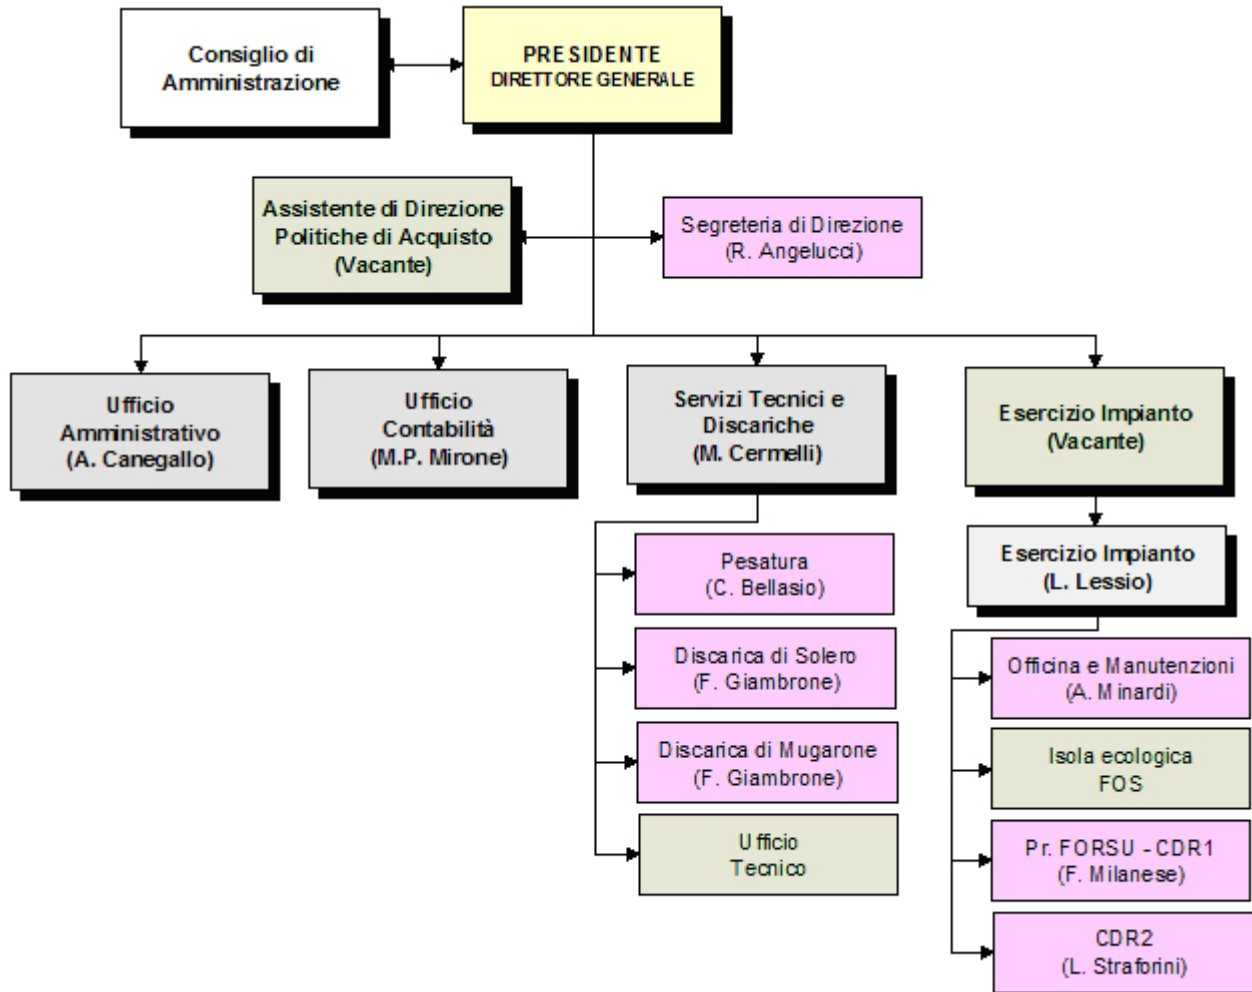 Consiglio di
Amministrazione
PRESIDENTE
DIRETTORE GENERALE
Assistente di Direzione
Politiche di Acquisto
(Vacante)
Segreteria di Direzione
(R. Angelucci)
Ufficio
Amministrativo
(A. Canegallo)
Ufficio
Contabilità
(M.P. Mirone)
Servizi Tecnici e
Discariche
(M. Cermelli)
Esercizio Impianto
(Vacante)
Pesatura
(C. Bellasio)
Discarica di Solero
(F. Giambrone)
Discarica di Mugarone
(F. Giambrone)
Ufficio
Tecnico
Esercizio Impianto
(L. Lessio)
Officina e Manutenzioni
(A. Minardi)
Isola ecologica
FOS
Pr. FORSU - CDR1
(F. Milanese)
CDR2
(L. Straforini)